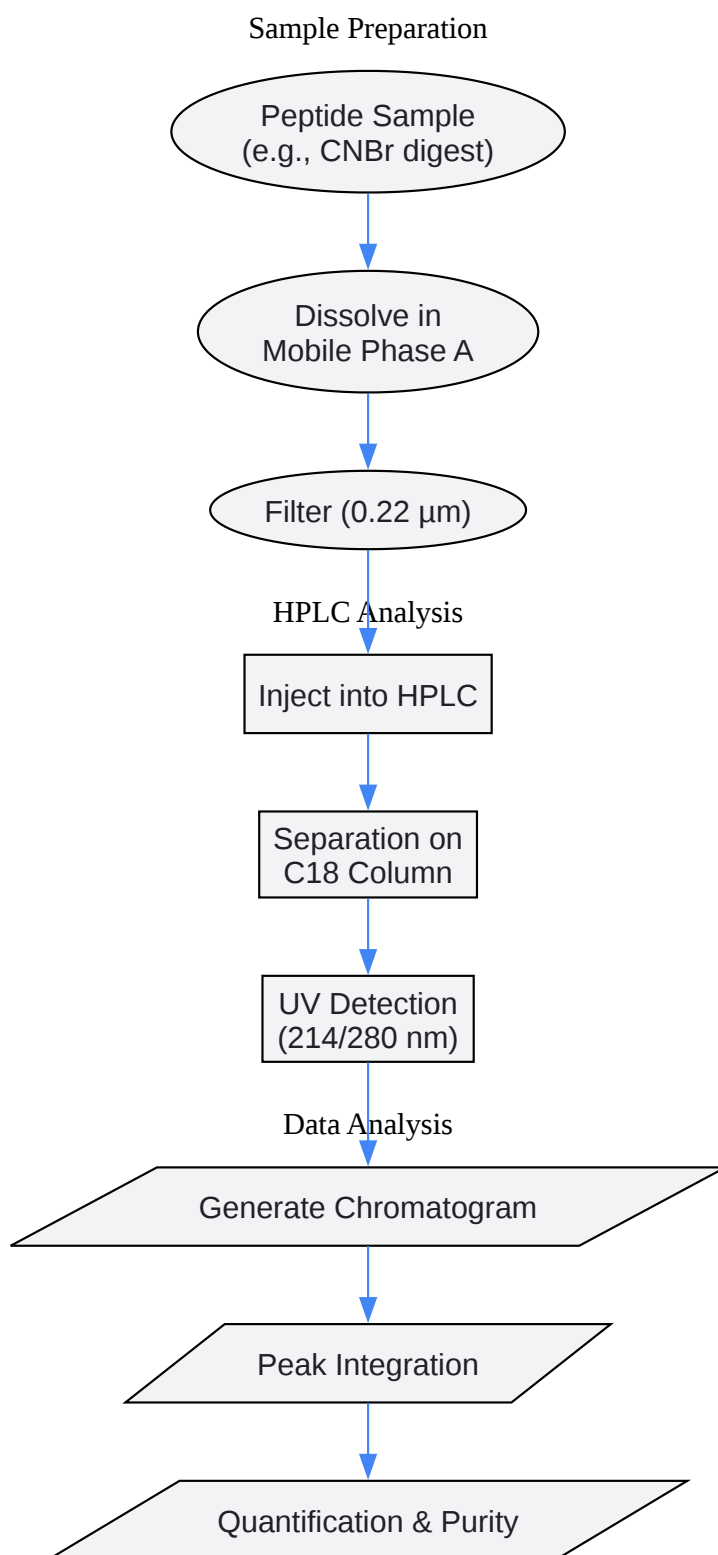 Sample Preparation
Peptide Sample
(e.g., CNBr digest)
Dissolve in
Mobile Phase A
Filter (0.22 µm)
HPLC Analysis
Inject into HPLC
Separation on
C18 Column
UV Detection
(214/280 nm)
Data Analysis
Generate Chromatogram
Peak Integration
Quantification & Purity